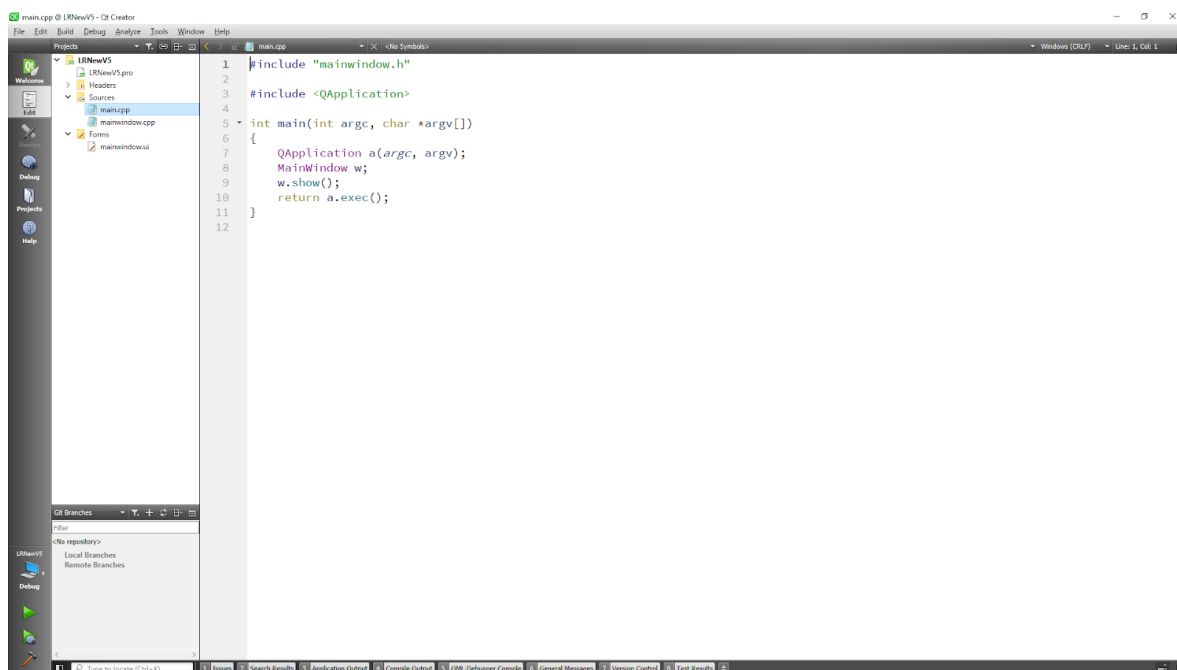 main.cpp @ LRNewV5 - Qt Creator
File Edit Build Debug Analyze Tools Window Help
Projects
main.cpp
<No Symbols>
Windows (CRLF)
Line: 1, Col: 1
Welcome
Edit
Design
Debug
Projects
Help
LRNewV5
LRNewV5.pro
Headers
Sources
main.cpp
mainwindow.cpp
Forms
mainwindow.ui
1 #include "mainwindow.h"
2
3 #include <QApplication>
4
5 int main(int argc, char *argv[])
6 {
7 QApplication a(argc, argv);
8 MainWindow w;
9 w.show();
10 return a.exec();
11 }
12
Git Branches
Filter
<No repository>
Local Branches
Remote Branches
LRNewV5
Debug
Type to locate (Ctrl+K)
1 Issues 2 Search Results 3 Application Output 4 Compile Output 5 QML Debugger Console 6 General Messages 7 Version Control 8 Test Results